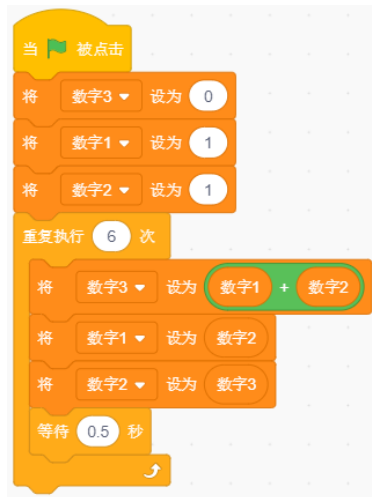 当 被点击
将 数字3 设为 0
将 数字1 设为 1
将 数字2 设为 1
重复执行 6 次
将 数字3 设为 数字1 + 数字2
将 数字1 设为 数字2
将 数字2 设为 数字3
等待 0.5 秒